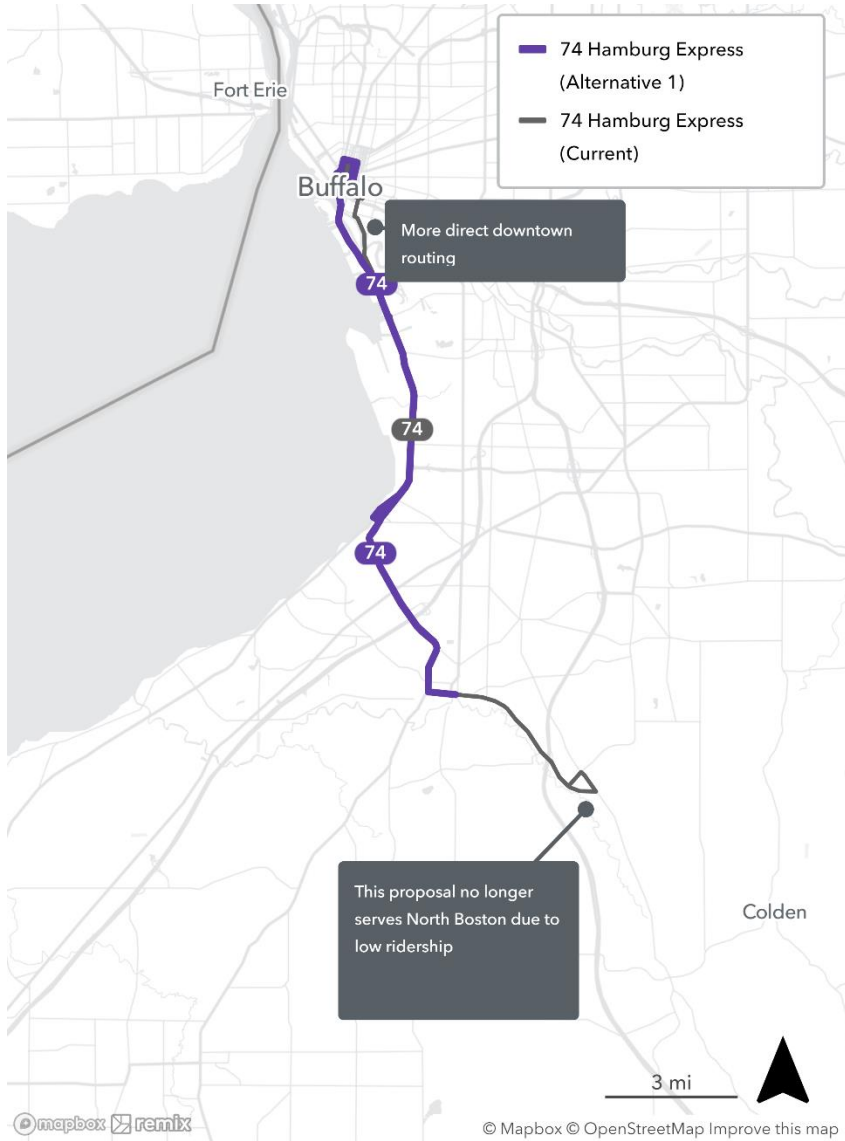 74 Hamburg Express
(Alternative 1)
74 Hamburg Express
(Current)
Fort Erie
Buffalo
More direct downtown
routing
74
74
74
This proposal no longer
serves North Boston due to
low ridership
Colden
3 mi
mapbox remix
© Mapbox © OpenStreetMap Improve this map